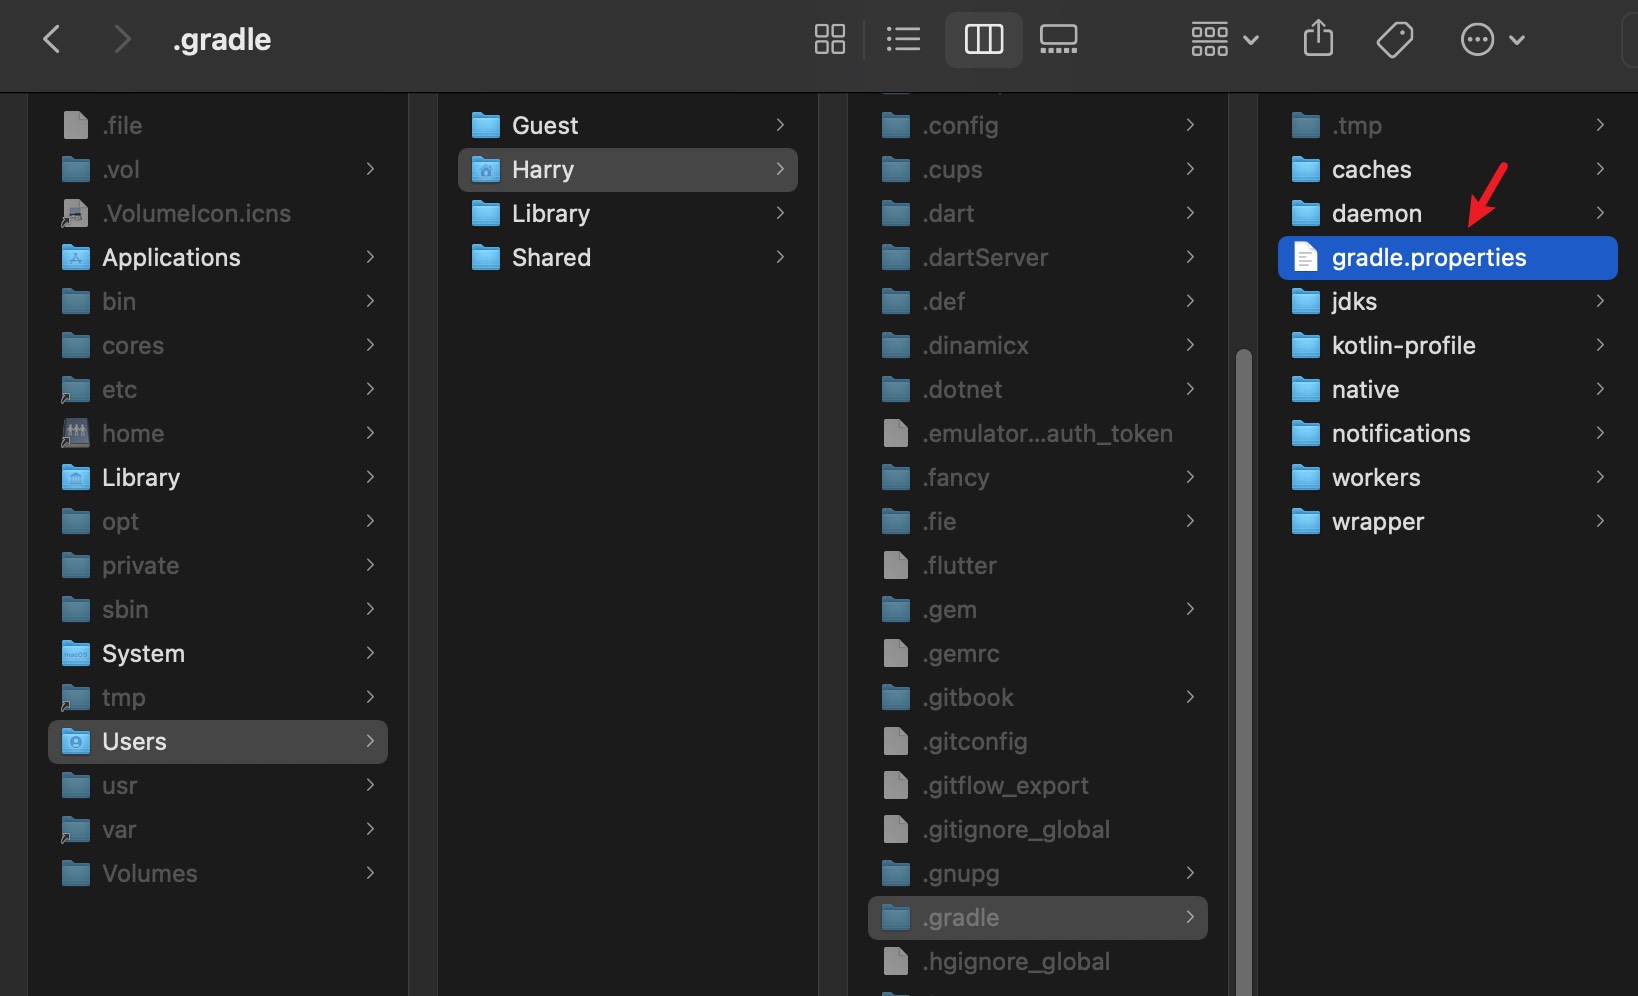 .gradle
.file
.vol
.VolumeIcon.icns
Applications
bin
cores
etc
home
Library
opt
private
sbin
System
tmp
Users
usr
var
Volumes
Guest
Harry
Library
Shared
.config
.cups
.dart
.dartServer
.def
.dinamicx
.dotnet
.emulator...auth_token
.fancy
.fie
.flutter
.gem
.gemrc
.gitbook
.gitconfig
.gitflow_export
.gitignore_global
.gnupg
.gradle
.hgignore_global
.tmp
caches
daemon
gradle.properties
jdks
kotlin-profile
native
notifications
workers
wrapper